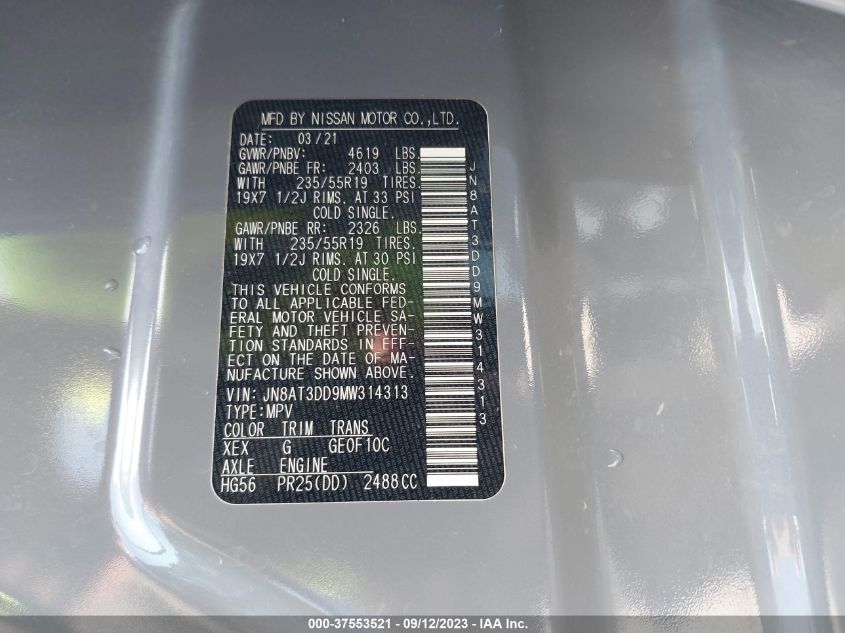 MFD BY NISSAN MOTOR CO.,LTD.
DATE: 03/21
GVWR/PNBV: 4619 LBS.
GAWR/PNBE FR: 2403 LBS.
WITH 235/55R19 TIRES.
19X7 1/2J RIMS. AT 33 PSI
COLD SINGLE.
GAWR/PNBE RR: 2326 LBS.
WITH 235/55R19 TIRES.
19X7 1/2J RIMS. AT 30 PSI
COLD SINGLE.
THIS VEHICLE CONFORMS
TO ALL APPLICABLE FED-
ERAL MOTOR VEHICLE SA-
FETY AND THEFT PREVEN-
TION STANDARDS IN EFF-
ECT ON THE DATE OF MA-
NUFACTURE SHOWN ABOVE.
VIN: JN8AT3DD9MW314313
TYPE:MPV
COLOR TRIM TRANS
XEX G GE0F10C
AXLE ENGINE
HG56 PR25(DD) 2488CC
JN8AT3DD9MW314313
000-37553521 - 09/12/2023 - IAA Inc.